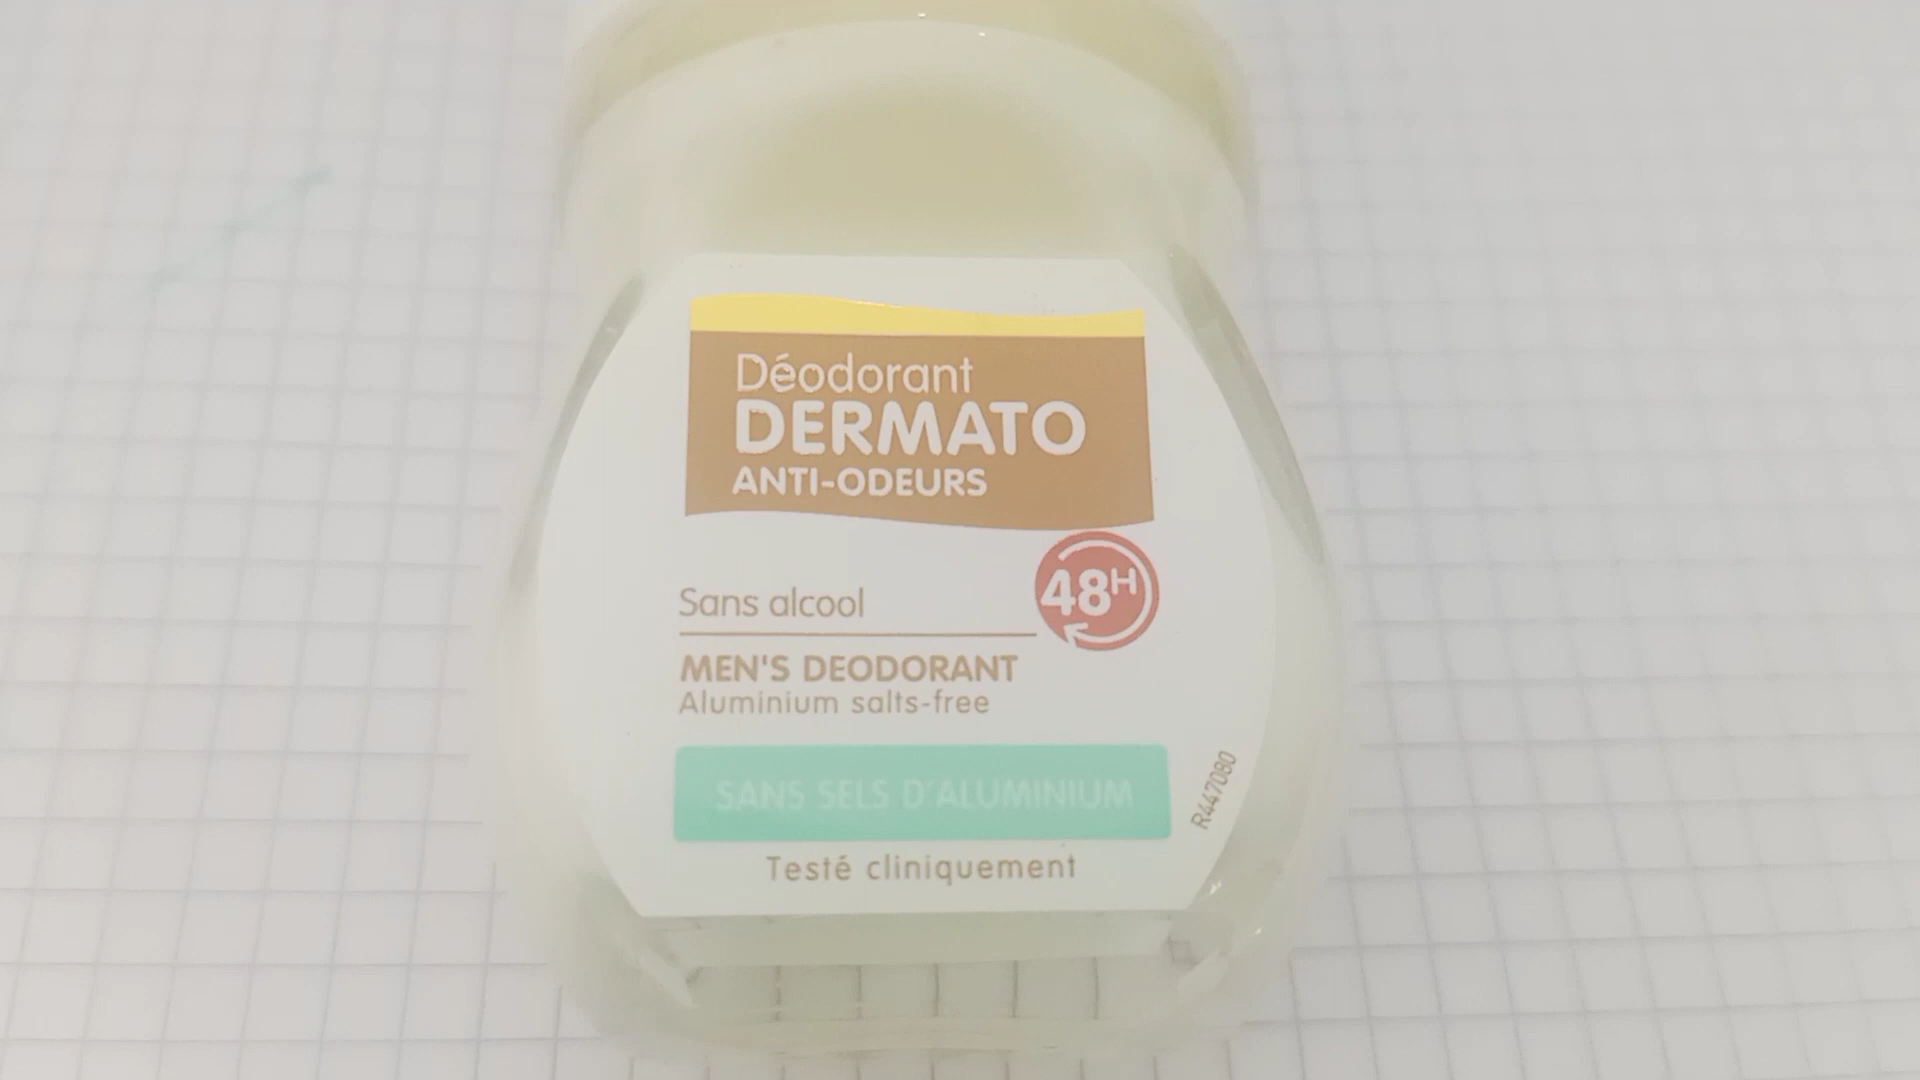 Déodorant
DERMATO
ANTI-ODEURS
48H
Sans alcool
MEN'S DEODORANT
Aluminium salts-free
SANS SELS D'ALUMINIUM
R447080
Testé cliniquement